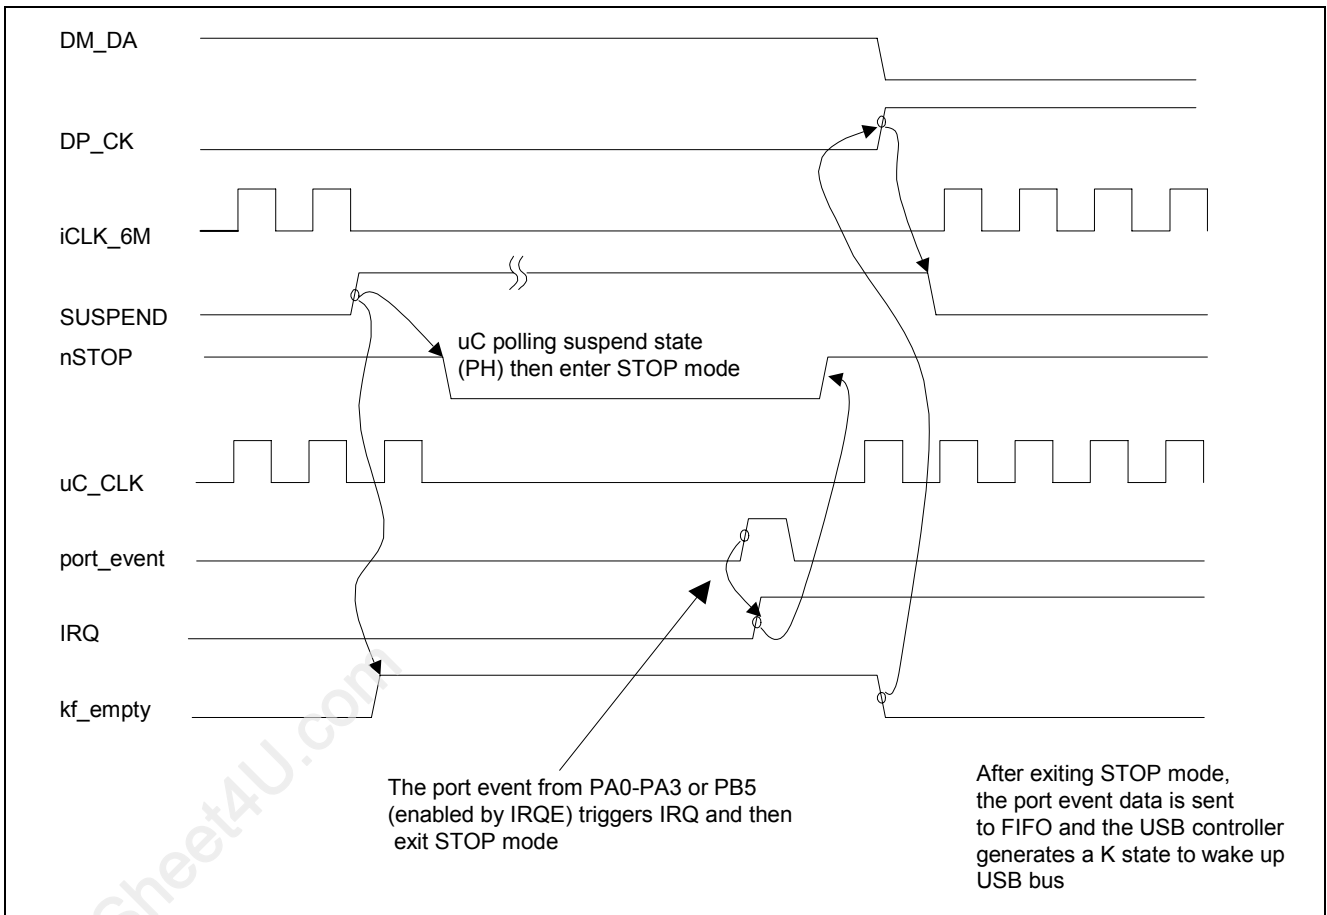 DM_DA
DP_CK
iCLK_6M
SUSPEND
nSTOP
uC polling suspend state
(PH) then enter STOP mode
uC_CLK
port_event
IRQ
kf_empty
The port event from PA0-PA3 or PB5
(enabled by IRQE) triggers IRQ and then
exit STOP mode
After exiting STOP mode,
the port event data is sent
to FIFO and the USB controller
generates a K state to wake up
USB bus
heet4U.com